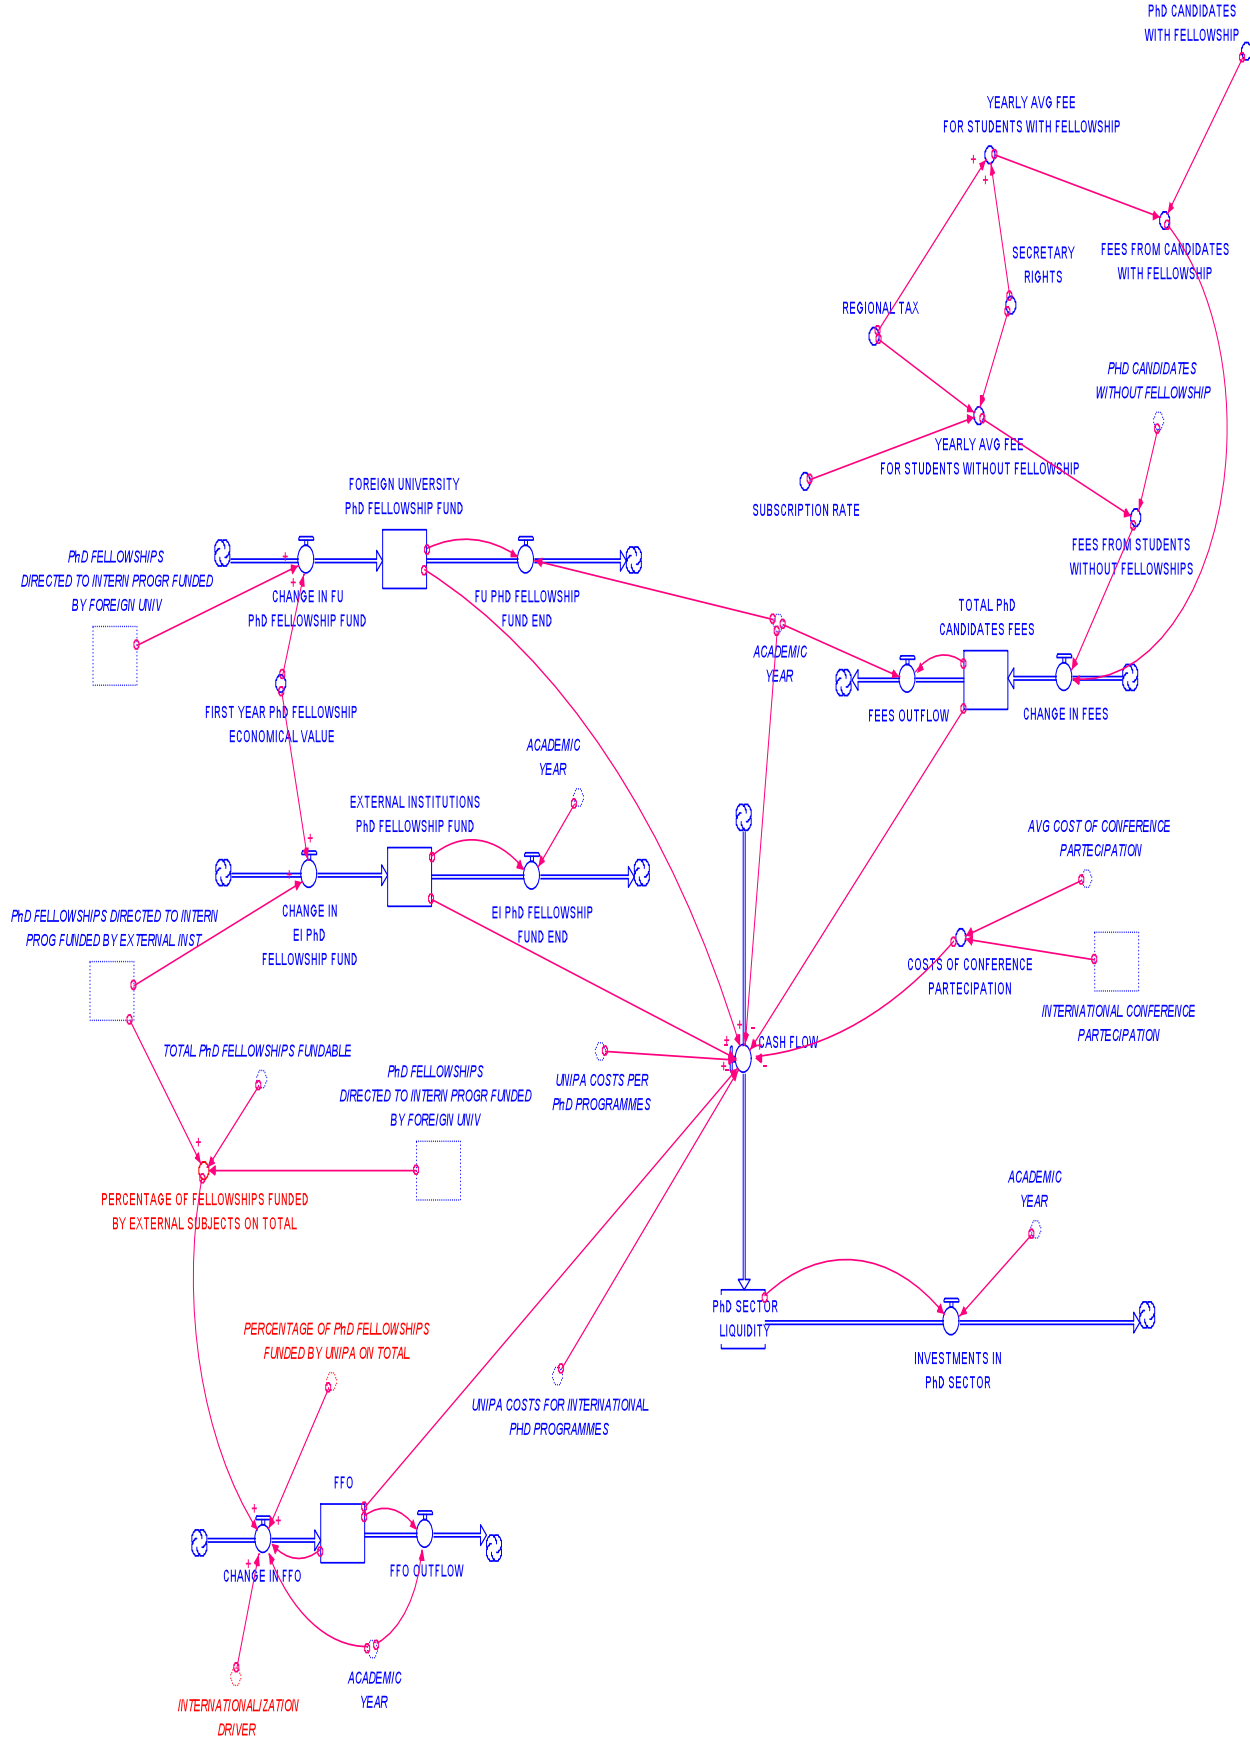 PhD CANDIDATES
WITH FELLOWSHIP
YEARLY AVG FEE
FOR STUDENTS WITH FELLOWSHIP
FEES FROM CANDIDATES
WITH FELLOWSHIP
SECRETARY
RIGHTS
REGIONAL TAX
PHD CANDIDATES
WITHOUT FELLOWSHIP
YEARLY AVG FEE
FOR STUDENTS WITHOUT FELLOWSHIP
SUBSCRIPTION RATE
FEES FROM STUDENTS
WITHOUT FELLOWSHIPS
FOREIGN UNIVERSITY
PhD FELLOWSHIP FUND
PhD FELLOWSHIPS
DIRECTED TO INTERN PROGR FUNDED
BY FOREIGN UNIV
CHANGE IN FU
PhD FELLOWSHIP FUND
FU PHD FELLOWSHIP
FUND END
TOTAL PhD
CANDIDATES FEES
ACADEMIC
YEAR
FEES OUTFLOW
CHANGE IN FEES
FIRST YEAR PhD FELLOWSHIP
ECONOMICAL VALUE
ACADEMIC
YEAR
EXTERNAL INSTITUTIONS
PhD FELLOWSHIP FUND
AVG COST OF CONFERENCE
PARTECIPATION
PhD FELLOWSHIPS DIRECTED TO INTERN
PROG FUNDED BY EXTERNAL INST
CHANGE IN
EI PhD
FELLOWSHIP FUND
EI PhD FELLOWSHIP
FUND END
COSTS OF CONFERENCE
PARTECIPATION
INTERNATIONAL CONFERENCE
PARTECIPATION
CASH FLOW
TOTAL PhD FELLOWSHIPS FUNDABLE
PhD FELLOWSHIPS
DIRECTED TO INTERN PROGR FUNDED
BY FOREIGN UNIV
UNIPA COSTS PER
PhD PROGRAMMES
PERCENTAGE OF FELLOWSHIPS FUNDED
BY EXTERNAL SUBJECTS ON TOTAL
ACADEMIC
YEAR
PhD SECTOR
LIQUIDITY
INVESTMENTS IN
PhD SECTOR
PERCENTAGE OF PhD FELLOWSHIPS
FUNDED BY UNIPA ON TOTAL
UNIPA COSTS FOR INTERNATIONAL
PHD PROGRAMMES
FFO
CHANGE IN FFO
FFO OUTFLOW
ACADEMIC
YEAR
INTERNATIONALIZATION
DRIVER